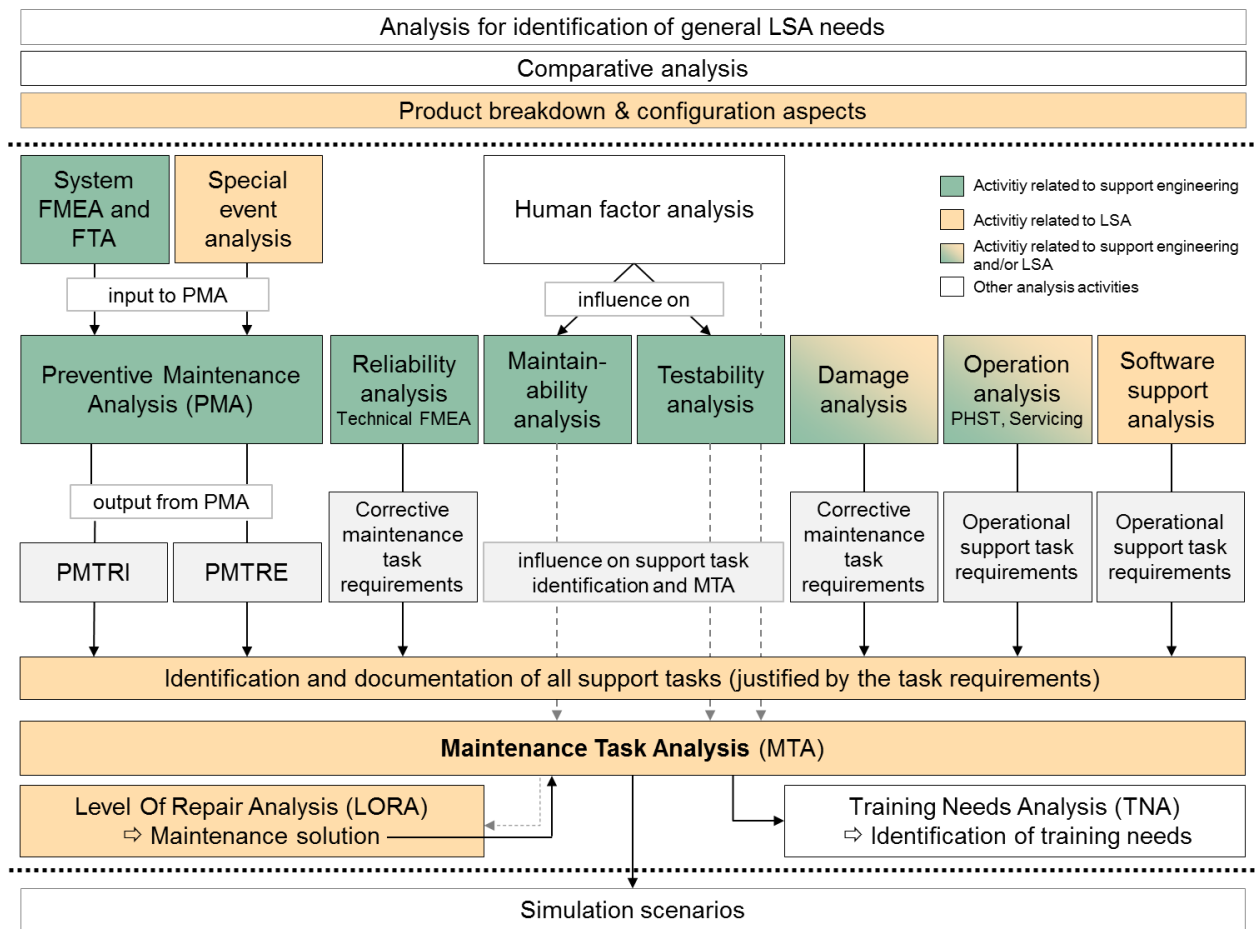 Analysis for identification of general LSA needs
Comparative analysis
Product breakdown & configuration aspects
System
FMEA and
FTA
Special
event
analysis
Human factor analysis
Activitiy related to support engineering
Activitiy related to LSA
Activitiy related to support engineering
and/or LSA
Other analysis activities
input to PMA
influence on
Preventive Maintenance
Analysis (PMA)
Reliability
analysis
Technical FMEA
Maintain-
ability
analysis
Testability
analysis
Damage
analysis
Operation
analysis
PHST, Servicing
Software
support
analysis
output from PMA
PMTRI
PMTRE
Corrective
maintenance
task
requirements
influence on support task
identification and MTA
Corrective
maintenance
task
requirements
Operational
support task
requirements
Operational
support task
requirements
Identification and documentation of all support tasks (justified by the task requirements)
Maintenance Task Analysis (MTA)
Level Of Repair Analysis (LORA)
⇨ Maintenance solution
Training Needs Analysis (TNA)
⇨ Identification of training needs
Simulation scenarios